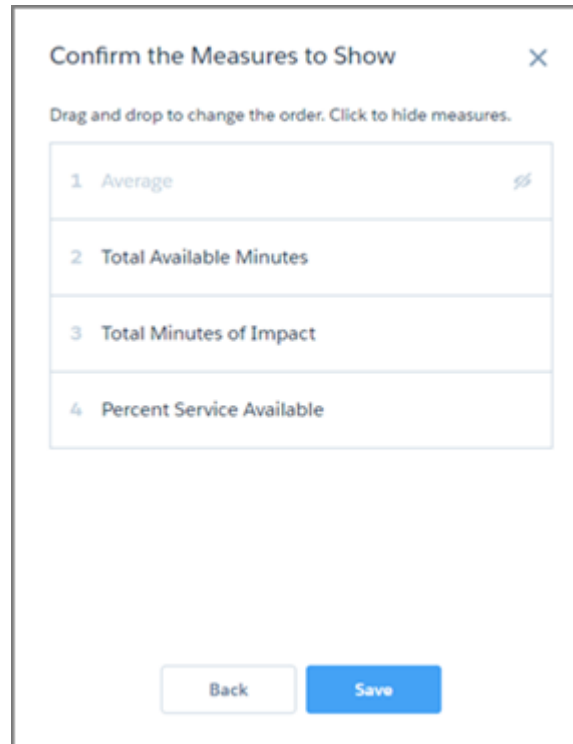 Confirm the Measures to Show
Drag and drop to change the order. Click to hide measures.
1 Average
2 Total Available Minutes
3 Total Minutes of Impact
4 Percent Service Available
Back Save